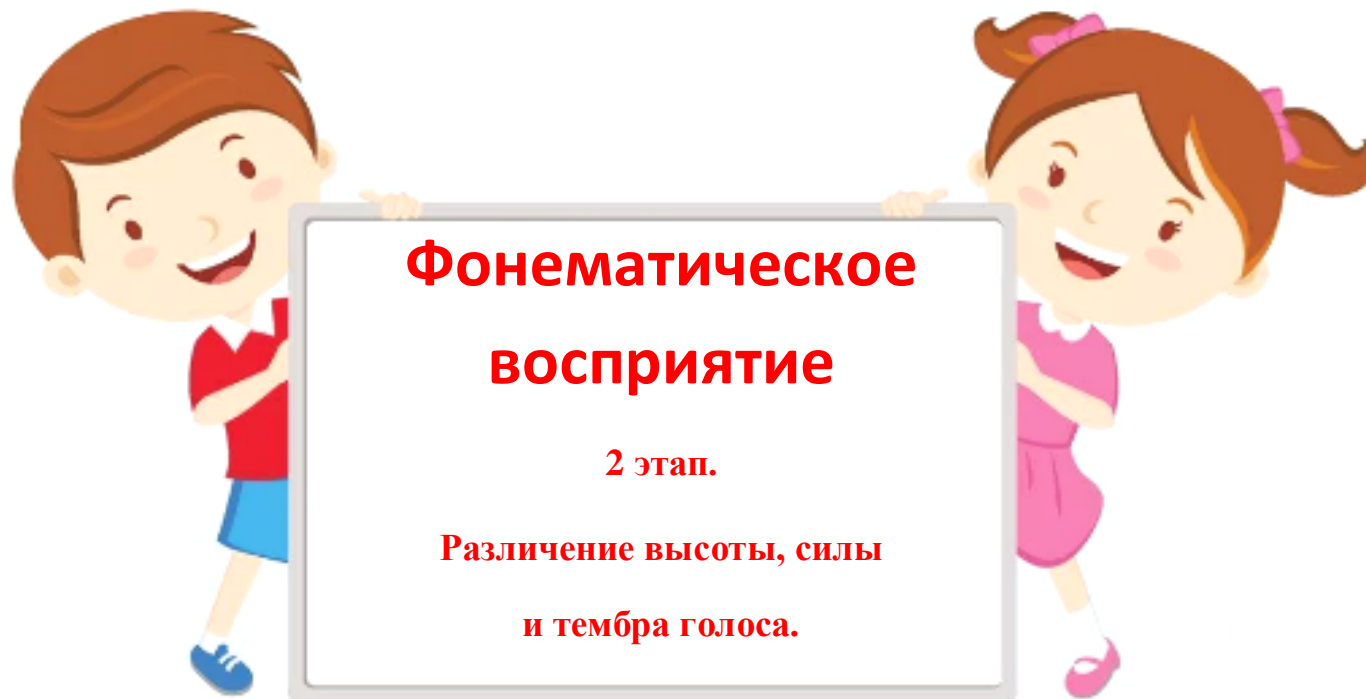 Фонематическое
восприятие
2 этап.
Различение высоты, силы
и тембра голоса.